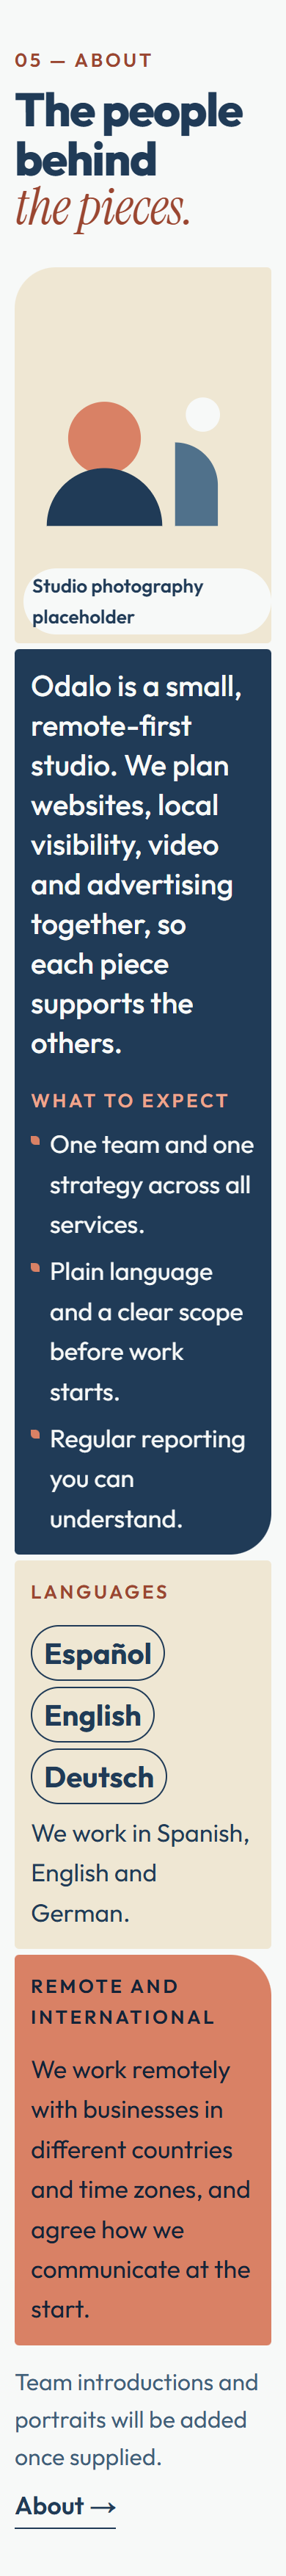 05 — ABOUT
The people
behind
the pieces.
Studio photography
placeholder
Odalo is a small,
remote-first
studio. We plan
websites, local
visibility, video
and advertising
together, so
each piece
supports the
others.
WHAT TO EXPECT
One team and one
strategy across all
services.
Plain language
and a clear scope
before work
starts.
Regular reporting
you can
understand.
LANGUAGES
Español
English
Deutsch
We work in Spanish,
English and
German.
REMOTE AND
INTERNATIONAL
We work remotely
with businesses in
different countries
and time zones, and
agree how we
communicate at the
start.
Team introductions and
portraits will be added
once supplied.
About →